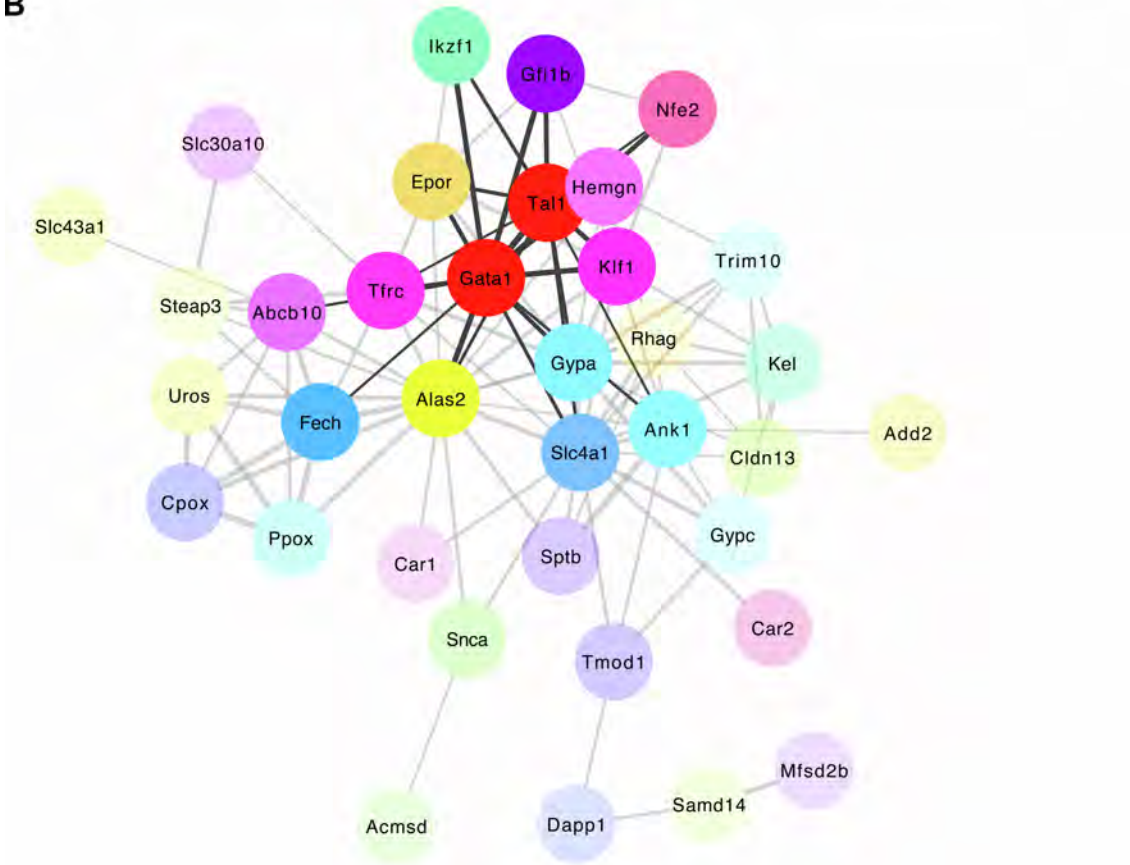 B
Ikzf1
Gfi1b
Nfe2
Slc30a10
Epor
Hemgn
Tal1
Slc43a1
Trim10
Klf1
Gata1
Tfrc
Steap3
Abcb10
Rhag
Gypa
Kel
Uros
Alas2
Fech
Ank1
Add2
Slc4a1
Cldn13
Cpox
Ppox
Gypc
Sptb
Car1
Car2
Snca
Tmod1
Mfsd2b
Samd14
Acmsd
Dapp1